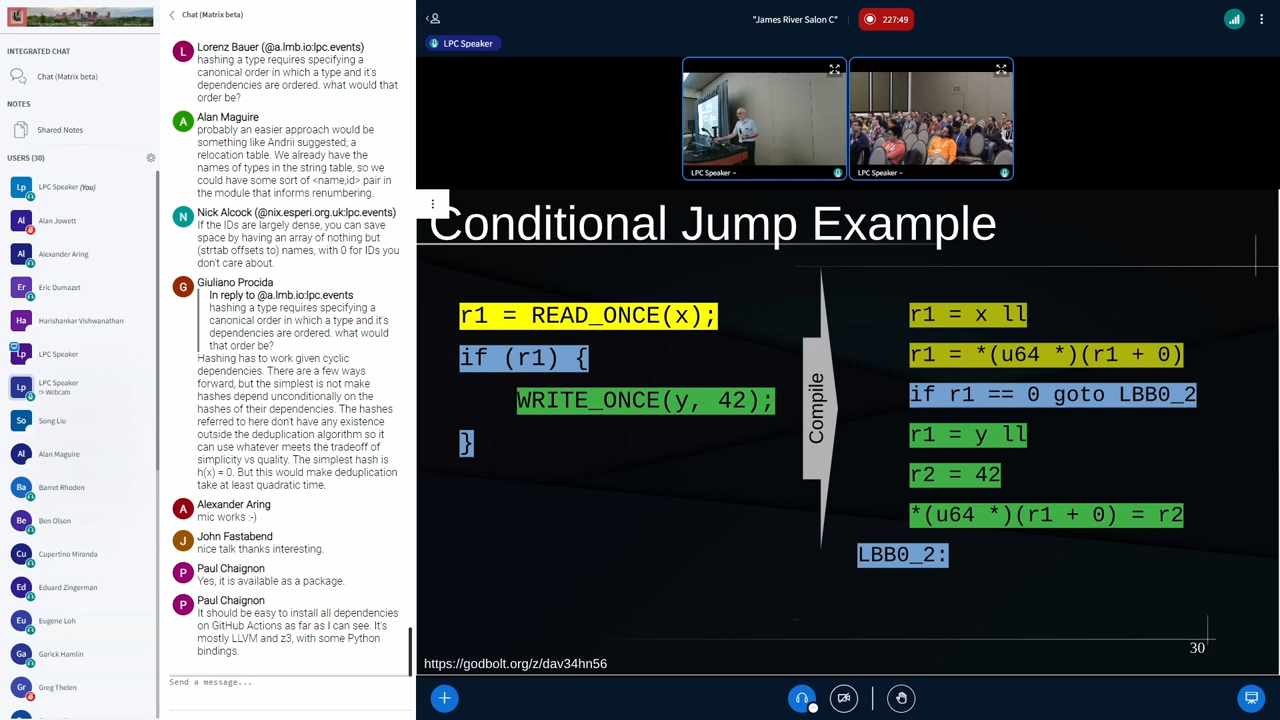 INTEGRATED CHAT
Chat (Matrix beta)
NOTES
Shared Notes
USERS (30)
Lp
LPC Speaker (You)
Al
Alan Jowett
Al
Alexander Aring
Er
Eric Dumazet
Ha
Harishankar Vishwanathan
Lp
LPC Speaker
Lp
LPC Speaker
Webcam
So
Song Liu
Al
Alan Maguire
Ba
Barret Rhoden
Be
Ben Olson
Cu
Cupertino Miranda
Ed
Eduard Zingerman
Eu
Eugene Loh
Ga
Garick Hamlin
Gr
Greg Thelen
Chat (Matrix beta)
L
Lorenz Bauer (@a.lmb.io:lpc.events)
hashing a type requires specifying a
canonical order in which a type and it's
dependencies are ordered. what would that
order be?
A
Alan Maguire
probably an easier approach would be
something like Andrii suggested; a
relocation table. We already have the
names of types in the string table, so we
could have some sort of <name,id> pair in
the module that informs renumbering.
N
Nick Alcock (@nix.esperi.org.uk:lpc.events)
If the IDs are largely dense, you can save
space by having an array of nothing but
(strtab offsets to) names, with 0 for IDs you
don't care about.
G
Giuliano Procida
In reply to @a.lmb.io:lpc.events
hashing a type requires specifying a
canonical order in which a type and it's
dependencies are ordered. what would
that order be?
Hashing has to work given cyclic
dependencies. There are a few ways
forward, but the simplest is not make
hashes depend unconditionally on the
hashes of their dependencies. The hashes
referred to here don't have any existence
outside the deduplication algorithm so it
can use whatever meets the tradeoff of
simplicity vs quality. The simplest hash is
h(x) = 0. But this would make deduplication
take at least quadratic time.
A
Alexander Aring
mic works :-)
J
John Fastabend
nice talk thanks interesting.
P
Paul Chaignon
Yes, it is available as a package.
P
Paul Chaignon
It should be easy to install all dependencies
on GitHub Actions as far as I can see. It's
mostly LLVM and z3, with some Python
bindings.
Send a message...
"James River Salon C"
227:49
LPC Speaker
LPC Speaker
LPC Speaker
Conditional Jump Example
r1 = READ_ONCE(x);
if (r1) {
WRITE_ONCE(y, 42);
}
Compile
r1 = x ll
r1 = *(u64 *)(r1 + 0)
if r1 == 0 goto LBB0_2
r1 = y ll
r2 = 42
*(u64 *)(r1 + 0) = r2
LBB0_2:
30
https://godbolt.org/z/dav34hn56